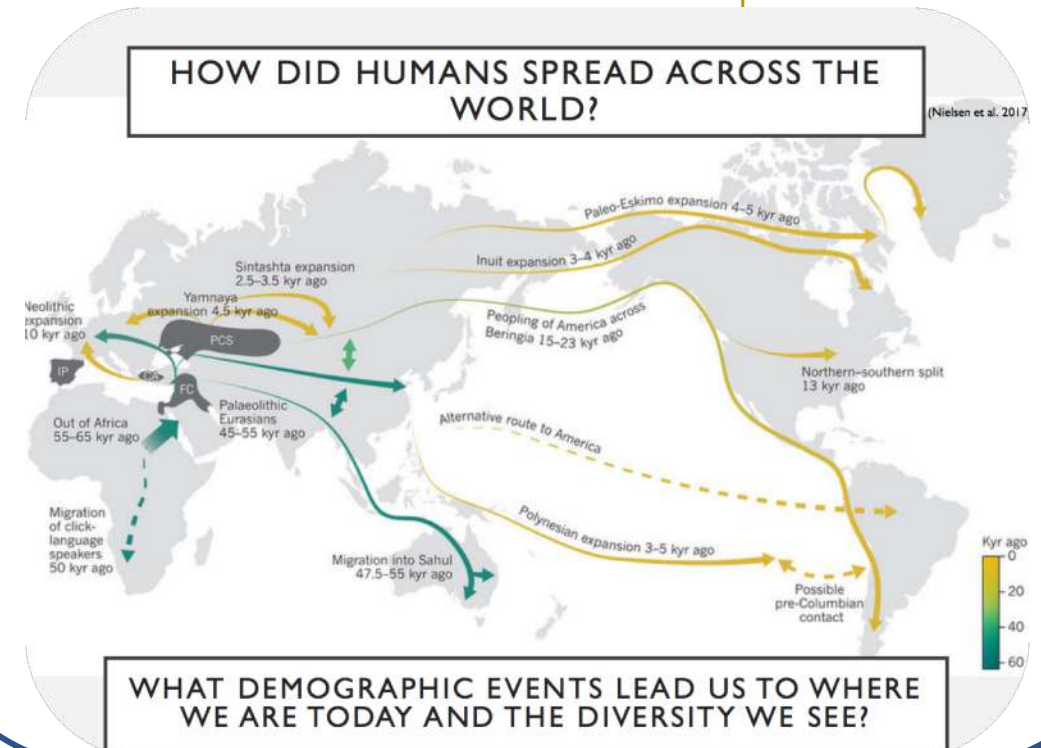 HOW DID HUMANS SPREAD ACROSS THE
WORLD?
(Nielsen et al. 2017
Paleo-Eskimo expansion 4–5 kyr ago
Inuit expansion 3–4 kyr ago
Sintashta expansion
2.5–3.5 kyr ago
Yamnaya
expansion 4.5 kyr ago
Neolithic
expansion
10 kyr ago
PCS
IP
CA
FC
Peopling of America across
Beringia 15–23 kyr ago
Northern–southern split
13 kyr ago
Out of Africa
55–65 kyr ago
Palaeolithic
Eurasians
45–55 kyr ago
Alternative route to America
Migration
of click-
language
speakers
50 kyr ago
Migration into Sahul
47.5–55 kyr ago
Polynesian expansion 3–5 kyr ago
Possible
pre-Columbian
contact
Kyr ago
0
20
40
60
WHAT DEMOGRAPHIC EVENTS LEAD US TO WHERE
WE ARE TODAY AND THE DIVERSITY WE SEE?